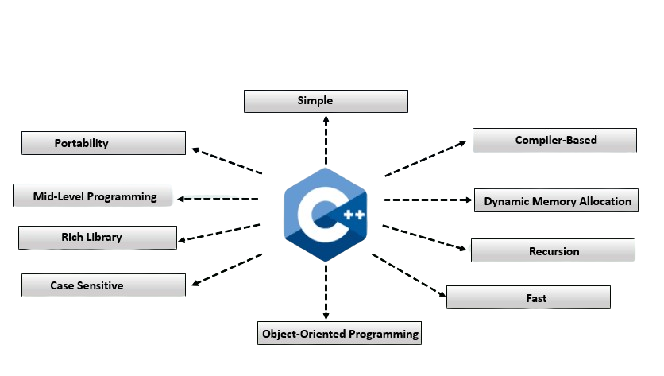 Simple
Portability
Compiler-Based
Mid-Level Programming
Dynamic Memory Allocation
C++
Rich Library
Recursion
Case Sensitive
Fast
Object-Oriented Programming